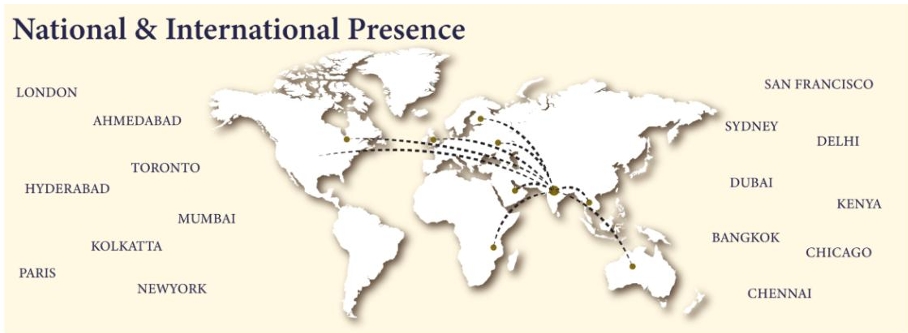 National & International Presence
LONDON
AHMEDABAD
TORONTO
HYDERABAD
MUMBAI
KOLKATTA
PARIS
NEWYORK
SAN FRANCISCO
SYDNEY
DELHI
DUBAI
KENYA
BANGKOK
CHICAGO
CHENNAI